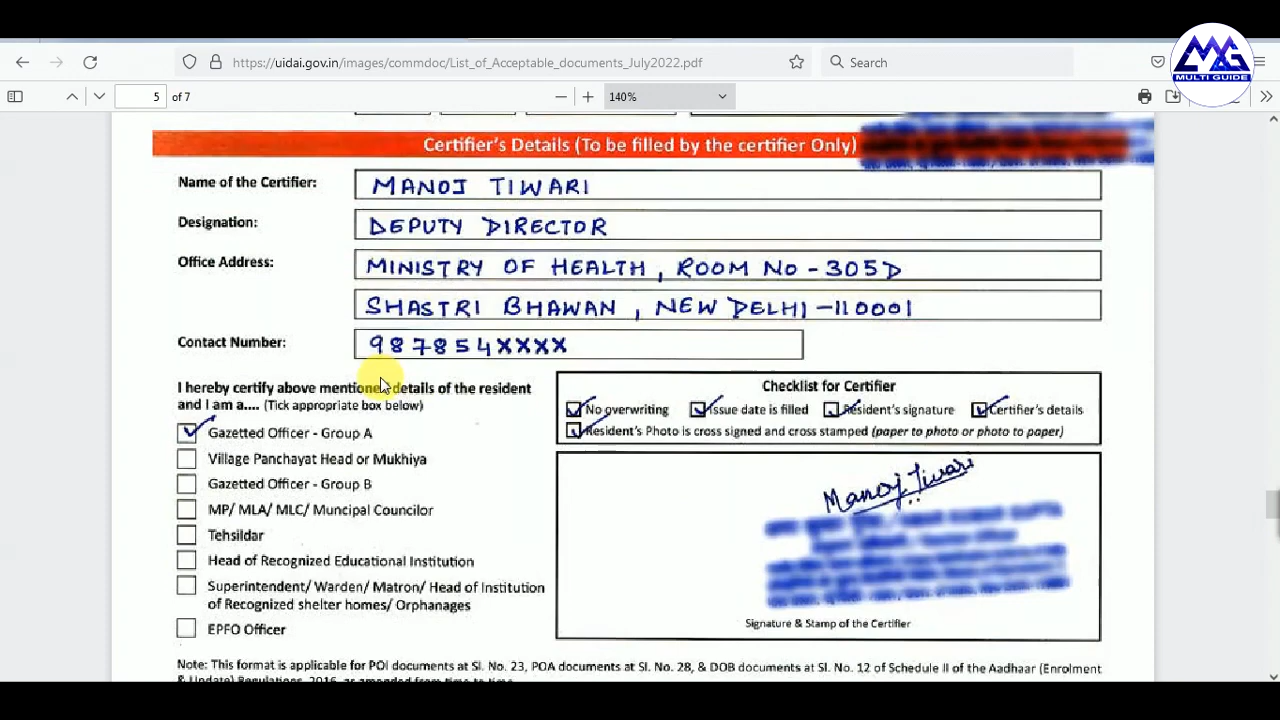 MG
MULTI GUIDE
https://uidai.gov.in/images/commdoc/List_of_Acceptable_documents_July2022.pdf
Search
5 of 7
140%
Certifier's Details (To be filled by the certifier Only)
Name of the Certifier: MANOJ TIWARI
Designation: DEPUTY DIRECTOR
Office Address: MINISTRY OF HEALTH, ROOM NO - 305D
SHASTRI BHAWAN, NEW DELHI - 110001
Contact Number: 987854XXXX
I hereby certify above mentioned details of the resident
and I am a.... (Tick appropriate box below)
Gazetted Officer - Group A
Village Panchayat Head or Mukhiya
Gazetted Officer - Group B
MP/ MLA/ MLC/ Muncipal Councilor
Tehsildar
Head of Recognized Educational Institution
Superintendent/ Warden/ Matron/ Head of Institution
of Recognized shelter homes/ Orphanages
EPFO Officer
Checklist for Certifier
No overwriting Issue date is filled Resident's signature Certifier's details
Resident's Photo is cross signed and cross stamped (paper to photo or photo to paper)
Manoj Tiwari
Signature & Stamp of the Certifier
Note: This format is applicable for POI documents at Sl. No. 23, POA documents at Sl. No. 28, & DOB documents at Sl. No. 12 of Schedule II of the Aadhaar (Enrolment
& Update) Regulations, 2016, as amended from time to time.